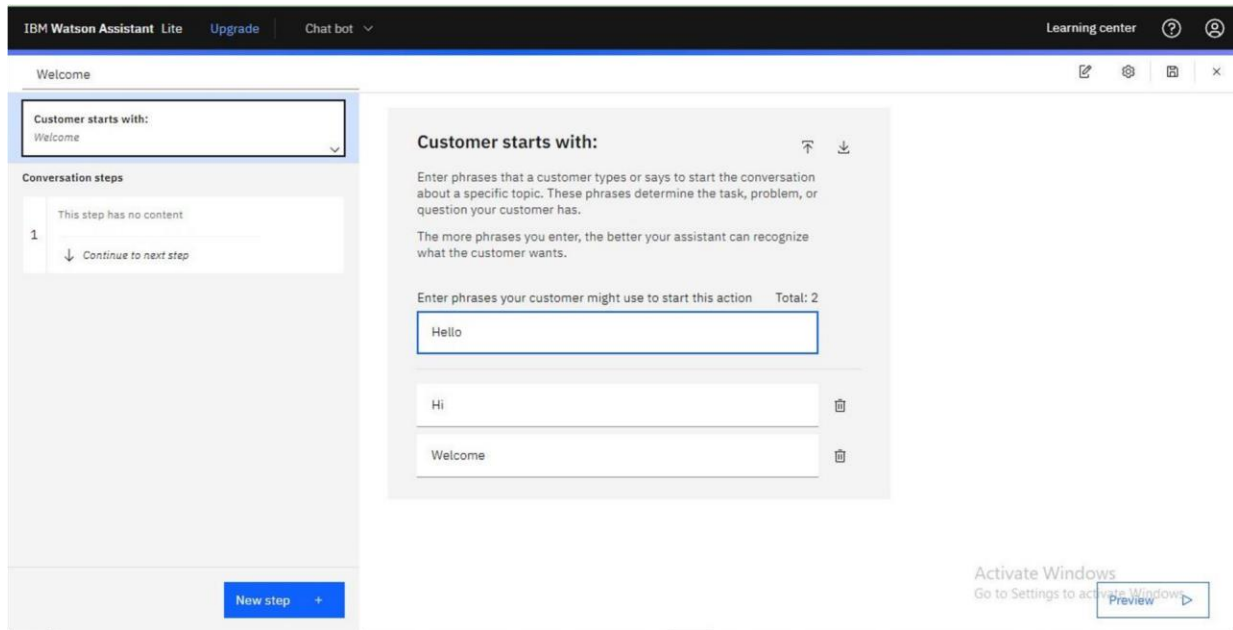 IBM Watson Assistant Lite Upgrade Chat bot Learning center
Welcome
Customer starts with:
Welcome
Conversation steps
1
This step has no content
Continue to next step
New step +
Customer starts with:
Enter phrases that a customer types or says to start the conversation
about a specific topic. These phrases determine the task, problem, or
question your customer has.
The more phrases you enter, the better your assistant can recognize
what the customer wants.
Enter phrases your customer might use to start this action Total: 2
Hello
Hi
Welcome
Activate Windows
Go to Settings to activate Windows.
Preview